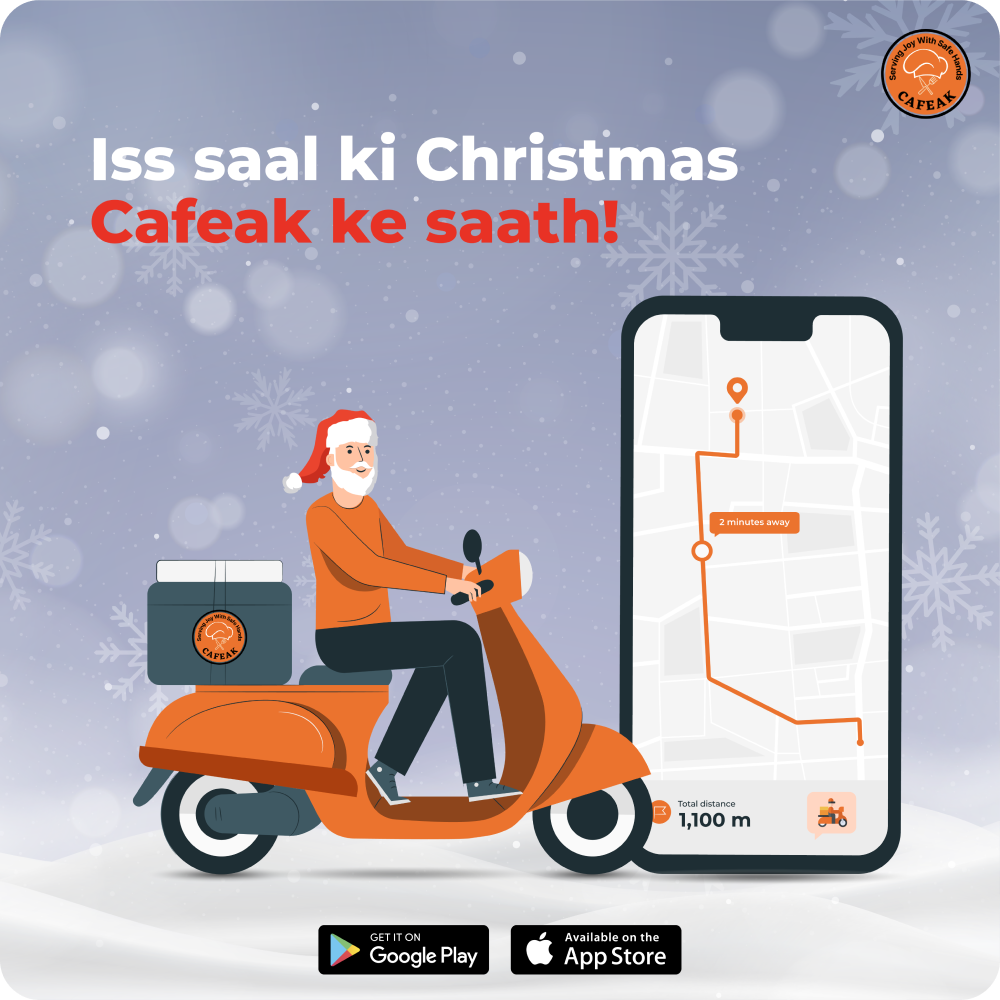 Serving Joy With Safe Hands
CAFEAK
Iss saal ki Christmas
Cafeak ke saath!
2 minutes away
Serving Joy With Safe Hands
CAFEAK
Total distance
1,100 m
GET IT ON
Google Play
Available on the
App Store